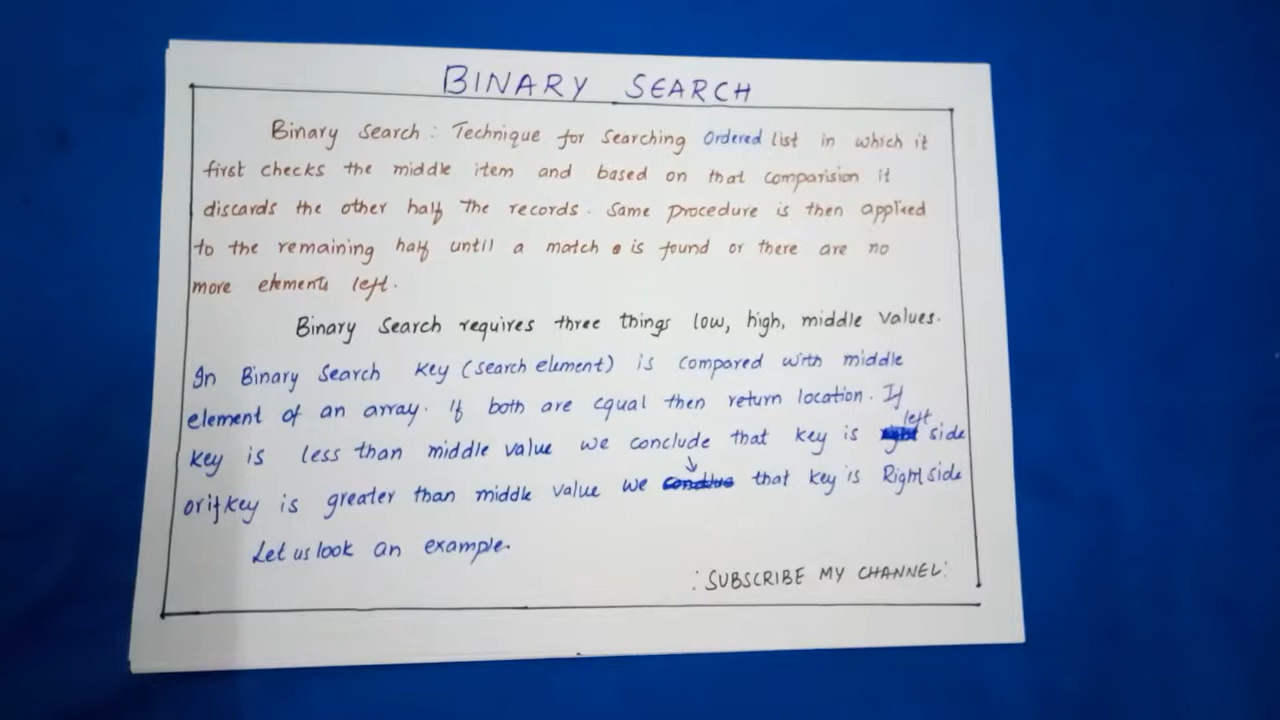 BINARY SEARCH
Binary search : Technique for searching Ordered list in which it
first checks the middle item and based on that comparision it
discards the other half the records. Same procedure is then applied
to the remaining half until a match is found or there are no
more elements left.
Binary Search requires three things low, high, middle values.
In Binary Search Key (search element) is compared with middle
element of an array. If both are equal then return location. If
left
key is less than middle value we conclude that key is side
or if key is greater than middle value we that key is Right side
Let us look an example.
: SUBSCRIBE MY CHANNEL :